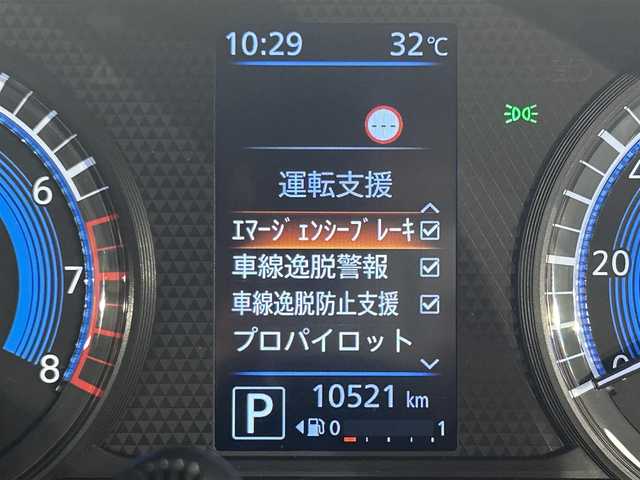 10:29 32℃
---
運転支援
ｴﾏｰｼﾞｪﾝｼｰﾌﾞﾚｰｷ
車線逸脱警報
車線逸脱防止支援
プロパイロット
6
7
8
20
P
10521 km
0 1